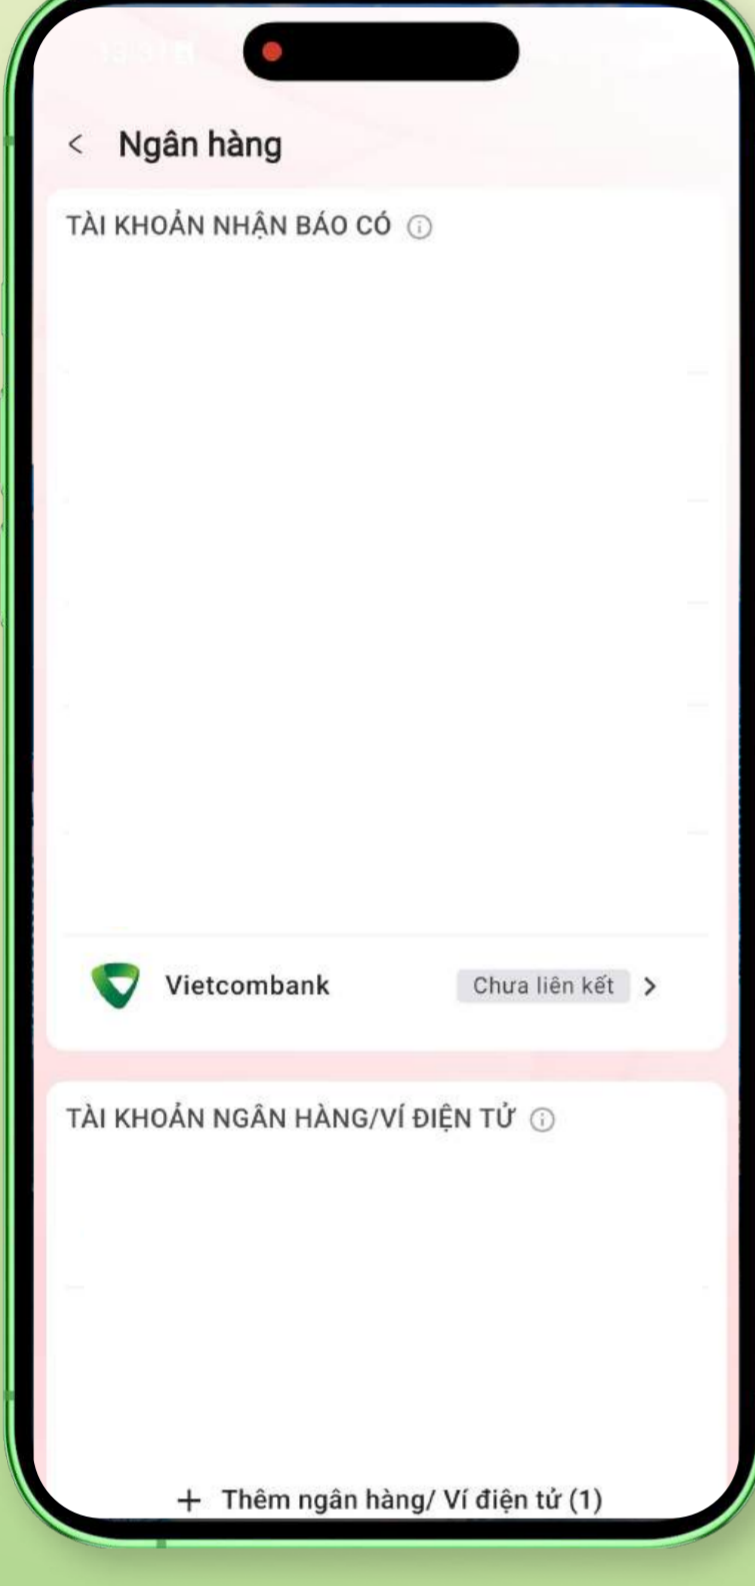 Ngân hàng
TÀI KHOẢN NHẬN BÁO CÓ
Vietcombank Chưa liên kết
TÀI KHOẢN NGÂN HÀNG/VÍ ĐIỆN TỬ
+ Thêm ngân hàng/ Ví điện tử (1)